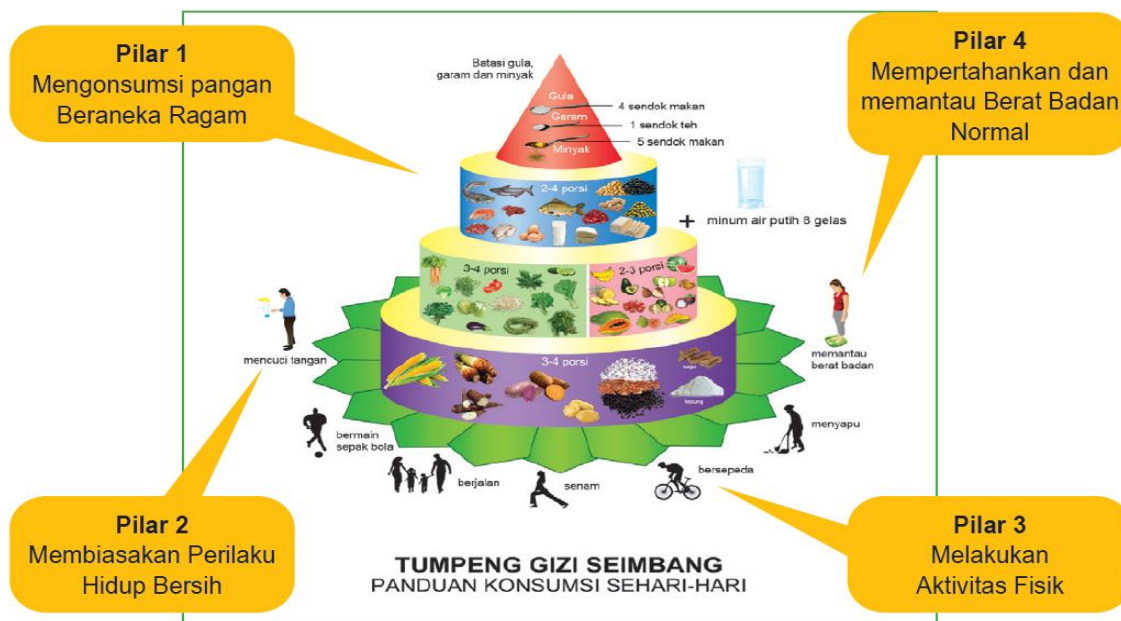 Pilar 1
Mengonsumsi pangan
Beraneka Ragam
Pilar 4
Mempertahankan dan
memantau Berat Badan
Normal
Batasi gula,
garam dan minyak
Gula
4 sendok makan
Garam
1 sendok teh
5 sendok makan
Minyak
2-4 porsi
+ minum air putih 8 gelas
3-4 porsi
2-3 porsi
mencuci tangan
memantau
berat badan
3-4 porsi
tepung
bermain
sepak bola
berjalan
senam
bersepeda
menyapu
Pilar 2
Membiasakan Perilaku
Hidup Bersih
Pilar 3
Melakukan
Aktivitas Fisik
TUMPENG GIZI SEIMBANG
PANDUAN KONSUMSI SEHARI-HARI